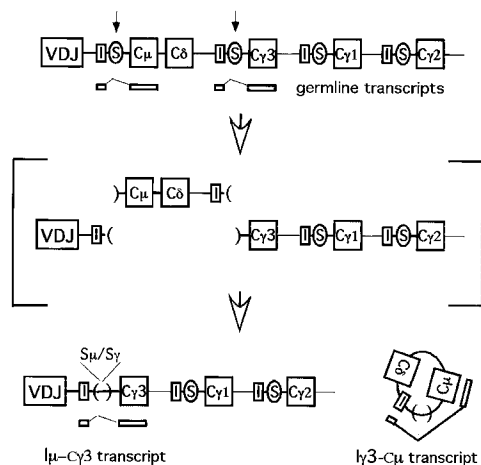 VDJ I S Cμ Cδ I S Cγ3 I S Cγ1 I S Cγ2
germline transcripts
Cμ Cδ I
VDJ I Cγ3 I S Cγ1 I S Cγ2
Sμ/Sγ
VDJ I Cγ3 I S Cγ1 I S Cγ2
Cδ Cμ I
Iμ-Cγ3 transcript
Iγ3-Cμ transcript